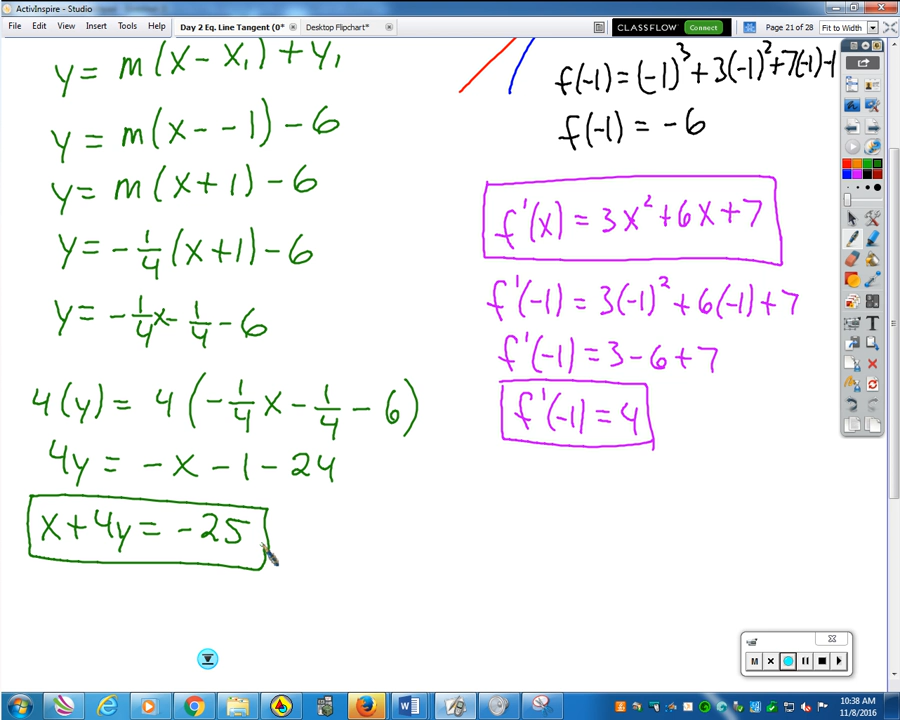 ActivInspire - Studio
File Edit View Insert Tools Help
Day 2 Eq. Line Tangent (0* Desktop Flipchart*
CLASSFLOW Connect Page 21 of 28 Fit to Width
y = m(x - x₁) + y₁
y = m(x - -1) - 6
y = m(x+1) - 6
y = -1/4 (x+1) - 6
y = -1/4 x - 1/4 - 6
4(y) = 4(-1/4 x - 1/4 - 6)
4y = -x - 1 - 24
x + 4y = -25
f(-1) = (-1)³ + 3(-1)² + 7(-1) - 1
f(-1) = -6
f'(x) = 3x² + 6x + 7
f'(-1) = 3(-1)² + 6(-1) + 7
f'(-1) = 3 - 6 + 7
f'(-1) = 4
T
M
10:38 AM
11/8/2016